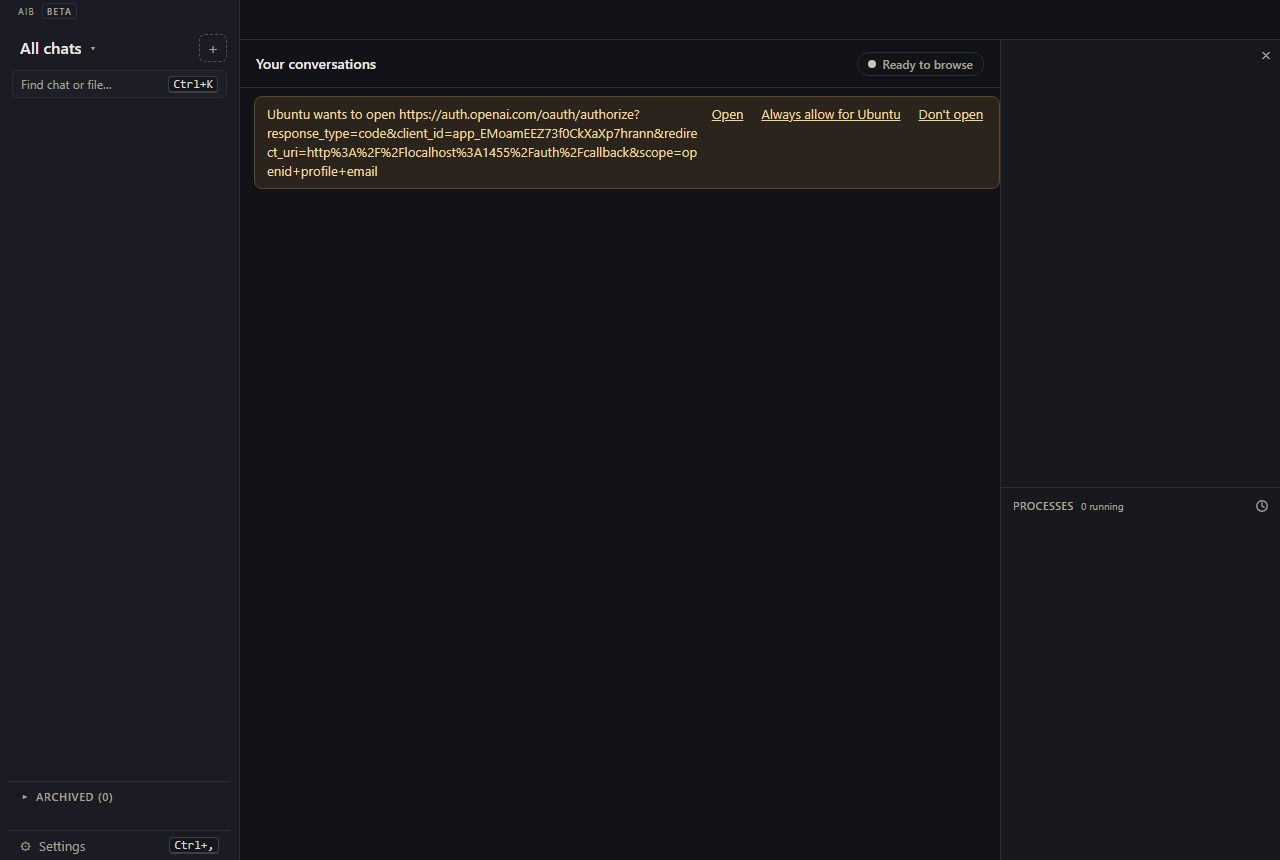 AIB BETA
All chats
+
Find chat or file... Ctrl+K
Your conversations
Ready to browse
×
Ubuntu wants to open https://auth.openai.com/oauth/authorize?
response_type=code&client_id=app_EMoamEEZ73f0CkXaXp7hrann&redire
ct_uri=http%3A%2F%2Flocalhost%3A1455%2Fauth%2Fcallback&scope=op
enid+profile+email
Open
Always allow for Ubuntu
Don't open
PROCESSES 0 running
ARCHIVED (0)
Settings Ctrl+,